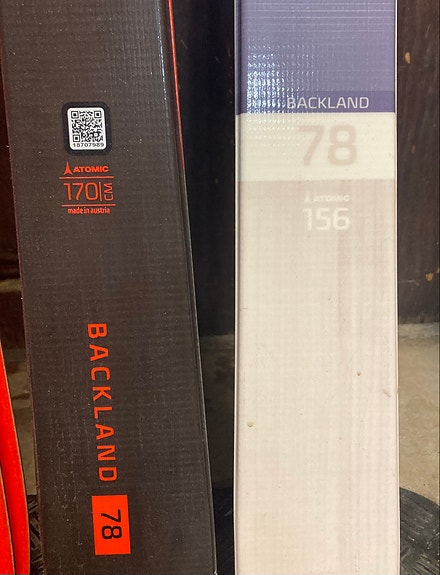 18707989
ATOMIC
170 CM
made in austria
BACKLAND
78
BACKLAND
78
ATOMIC
156